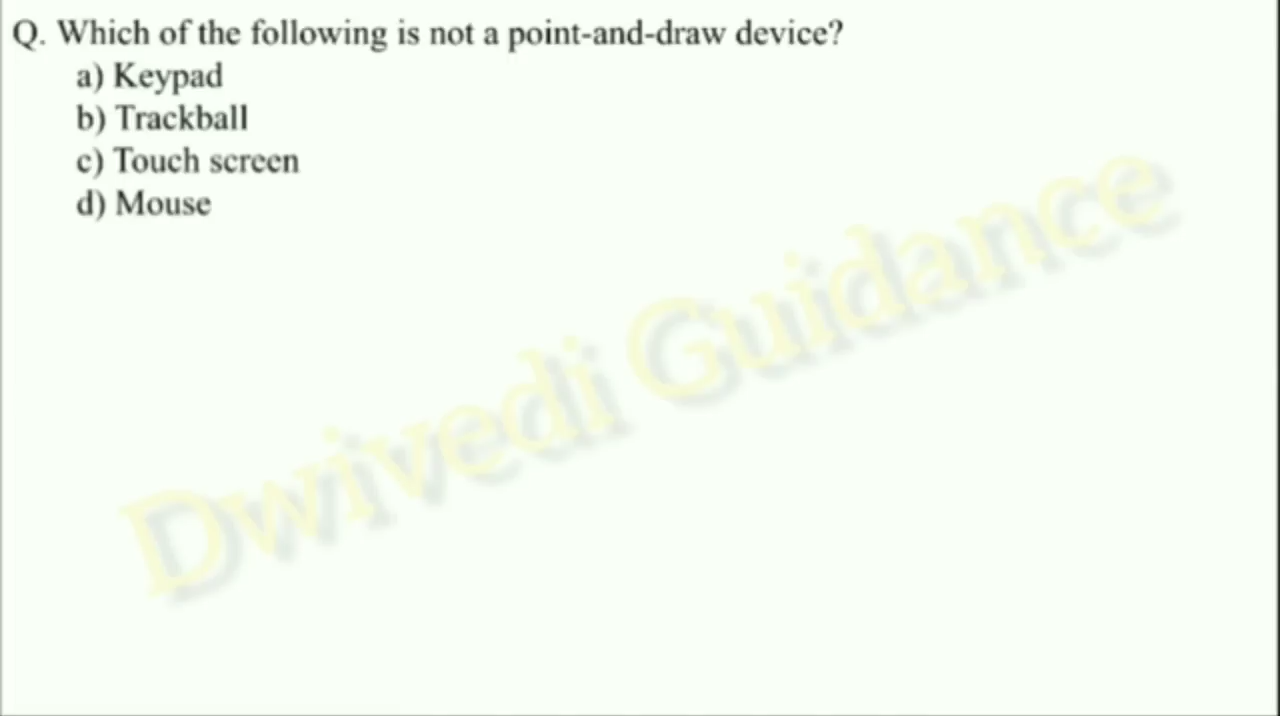 Q. Which of the following is not a point-and-draw device?
a) Keypad
b) Trackball
c) Touch screen
d) Mouse
Dwivedi Guidance